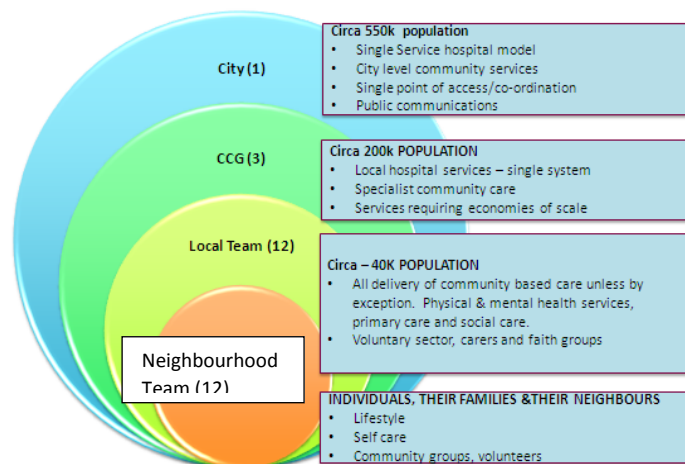 City (1)
Circa 550k population
• Single Service hospital model
• City level community services
• Single point of access/co-ordination
• Public communications
CCG (3)
Circa 200k POPULATION
• Local hospital services – single system
• Specialist community care
• Services requiring economies of scale
Local Team (12)
Circa – 40K POPULATION
• All delivery of community based care unless by
exception.  Physical & mental health services,
primary care and social care.
• Voluntary sector, carers and faith groups
Neighbourhood
Team (12)
INDIVIDUALS, THEIR FAMILIES &THEIR NEIGHBOURS
• Lifestyle
• Self care
• Community groups, volunteers